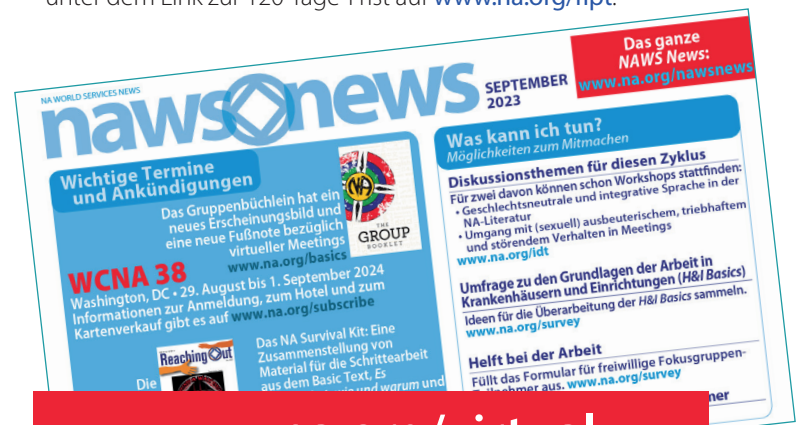 unter dem Link zur 120-Tage-Frist auf www.na.org/fipt.
NA WORLD SERVICES NEWS
naws news
SEPTEMBER
2023
Das ganze
NAWS News:
www.na.org/nawsnews
Wichtige Termine
und Ankündigungen
Das Gruppenbüchlein hat ein
neues Erscheinungsbild und
eine neue Fußnote bezüglich
virtueller Meetings
www.na.org/basics
NA
THE
GROUP
BOOKLET
WCNA 38
Washington, DC • 29. August bis 1. September 2024
Informationen zur Anmeldung, zum Hotel und zum
Kartenverkauf gibt es auf www.na.org/subscribe
Reaching Out
Die
Das NA Survival Kit: Eine
Zusammenstellung von
Material für die Schrittearbeit
aus dem Basic Text, Es
und warum und
Was kann ich tun?
Möglichkeiten zum Mitmachen
Diskussionsthemen für diesen Zyklus
Für zwei davon können schon Workshops stattfinden:
• Geschlechtsneutrale und integrative Sprache in der
NA-Literatur
• Umgang mit (sexuell) ausbeuterischem, triebhaftem
und störendem Verhalten in Meetings
www.na.org/idt
Umfrage zu den Grundlagen der Arbeit in
Krankenhäusern und Einrichtungen (H&I Basics)
Ideen für die Überarbeitung der H&I Basics sammeln.
www.na.org/survey
Helft bei der Arbeit
Füllt das Formular für freiwillige Fokusgruppen-
Teilnehmer aus. www.na.org/survey